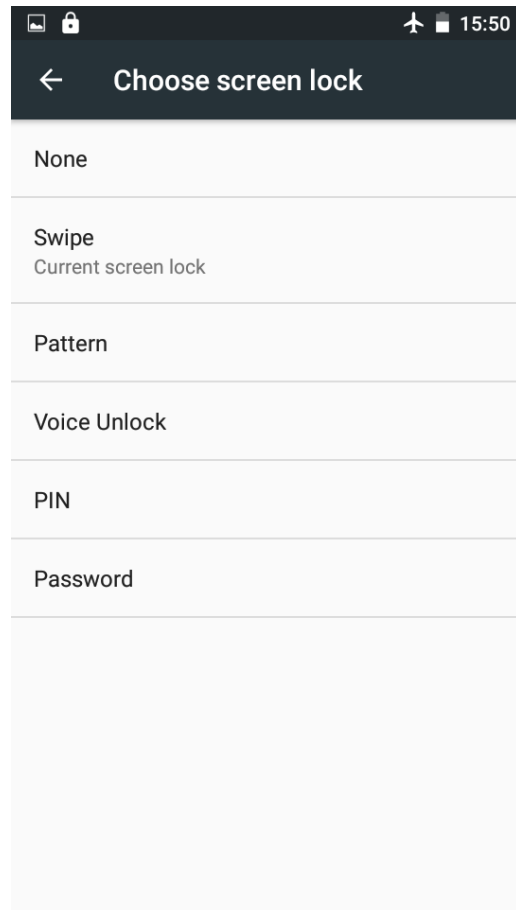 15:50
Choose screen lock
None
Swipe
Current screen lock
Pattern
Voice Unlock
PIN
Password